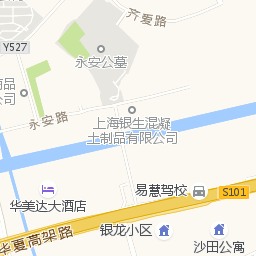 齐爱路
Y527
永安公墓
商品
公司
永安路
上海银生混凝
土制品有限公司
易慧驾校
S101
华美达大酒店
华夏高架路
银龙小区
沙田公寓